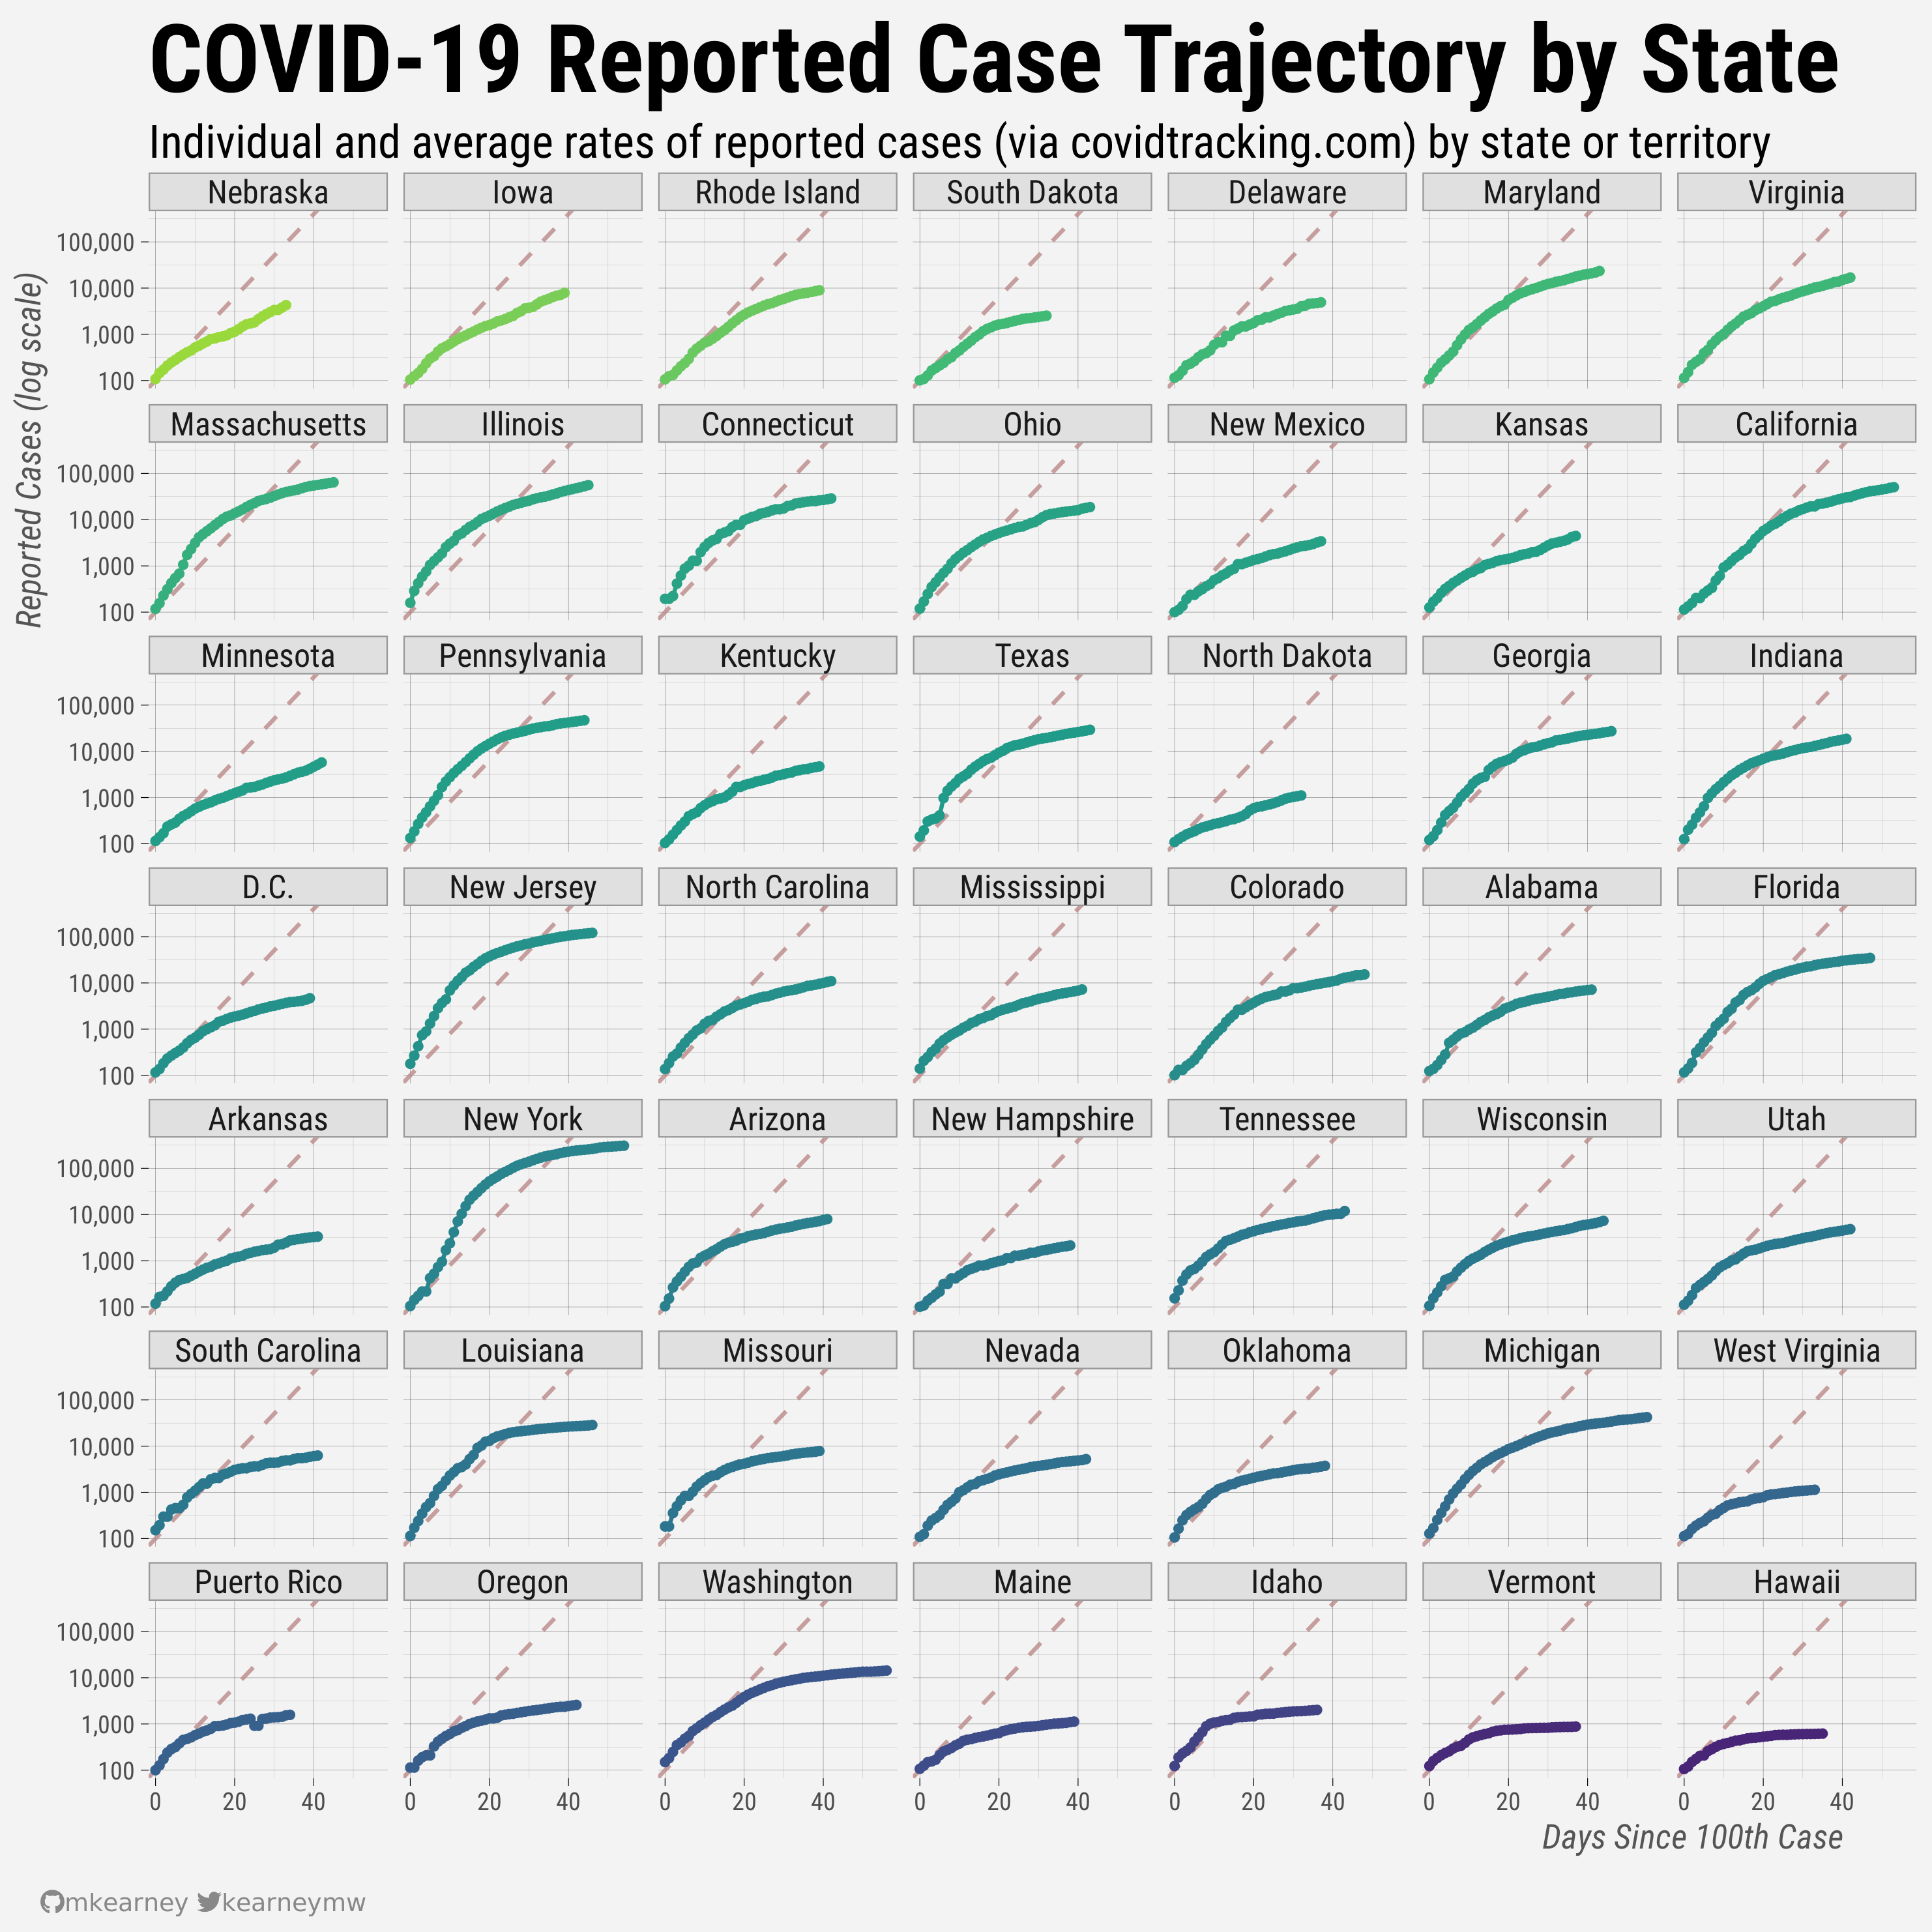 COVID-19 Reported Case Trajectory by State
Individual and average rates of reported cases (via covidtracking.com) by state or territory
Reported Cases (log scale)
Nebraska Iowa Rhode Island South Dakota Delaware Maryland Virginia
100,000
10,000
1,000
100
Massachusetts Illinois Connecticut Ohio New Mexico Kansas California
100,000
10,000
1,000
100
Minnesota Pennsylvania Kentucky Texas North Dakota Georgia Indiana
100,000
10,000
1,000
100
D.C. New Jersey North Carolina Mississippi Colorado Alabama Florida
100,000
10,000
1,000
100
Arkansas New York Arizona New Hampshire Tennessee Wisconsin Utah
100,000
10,000
1,000
100
South Carolina Louisiana Missouri Nevada Oklahoma Michigan West Virginia
100,000
10,000
1,000
100
Puerto Rico Oregon Washington Maine Idaho Vermont Hawaii
100,000
10,000
1,000
100
0 20 40 0 20 40 0 20 40 0 20 40 0 20 40 0 20 40 0 20 40
Days Since 100th Case
mkearney kearneymw